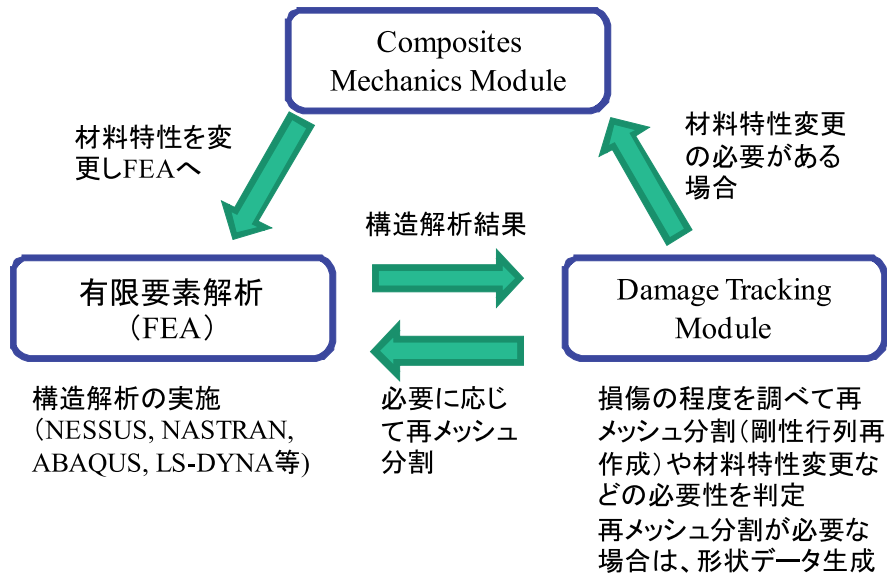 Composites
Mechanics Module
材料特性を変
更しFEAへ
材料特性変更
の必要がある
場合
構造解析結果
有限要素解析
（FEA）
Damage Tracking
Module
構造解析の実施
（NESSUS, NASTRAN,
ABAQUS, LS-DYNA等)
必要に応じ
て再メッシュ
分割
損傷の程度を調べて再
メッシュ分割（剛性行列再
作成）や材料特性変更な
どの必要性を判定
再メッシュ分割が必要な
場合は、形状データ生成